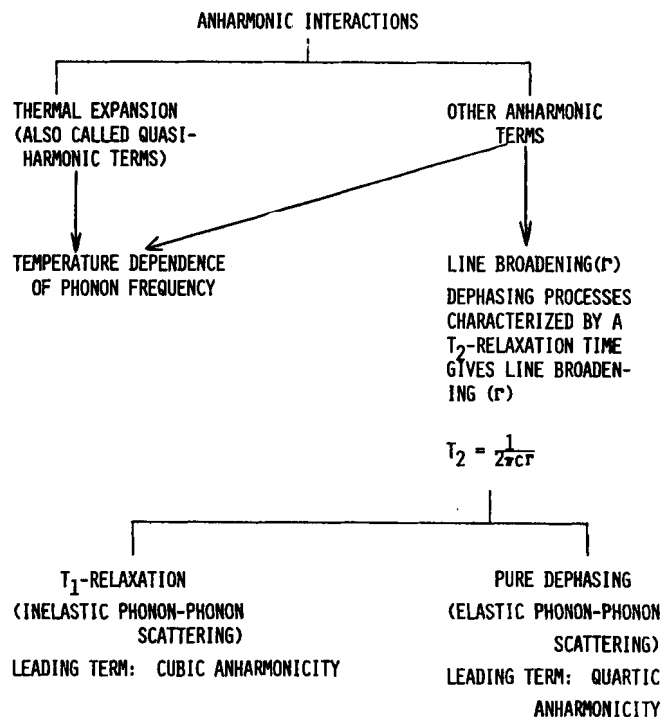 ANHARMONIC INTERACTIONS
THERMAL EXPANSION
(ALSO CALLED QUASI-
HARMONIC TERMS)
OTHER ANHARMONIC
TERMS
TEMPERATURE DEPENDENCE
OF PHONON FREQUENCY
LINE BROADENING(Γ)
DEPHASING PROCESSES
CHARACTERIZED BY A
T₂-RELAXATION TIME
GIVES LINE BROADEN-
ING (Γ)
T₂ = 1/2πcΓ
T₁-RELAXATION
(INELASTIC PHONON-PHONON
SCATTERING)
LEADING TERM: CUBIC ANHARMONICITY
PURE DEPHASING
(ELASTIC PHONON-PHONON
SCATTERING)
LEADING TERM: QUARTIC
ANHARMONICITY